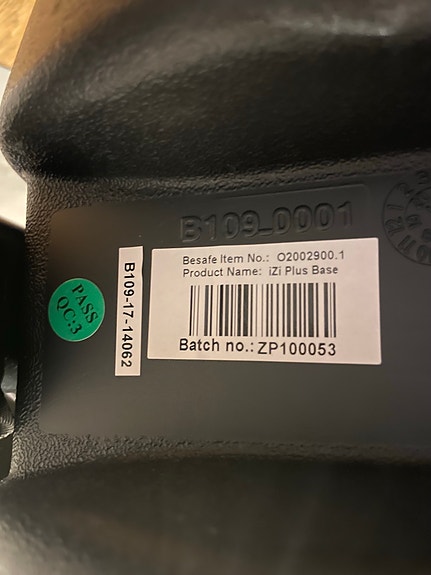 B109_0001
Besafe Item No.: O2002900.1
Product Name: iZi Plus Base
Batch no.: ZP100053
B109-17-14062
PASS
QC:3